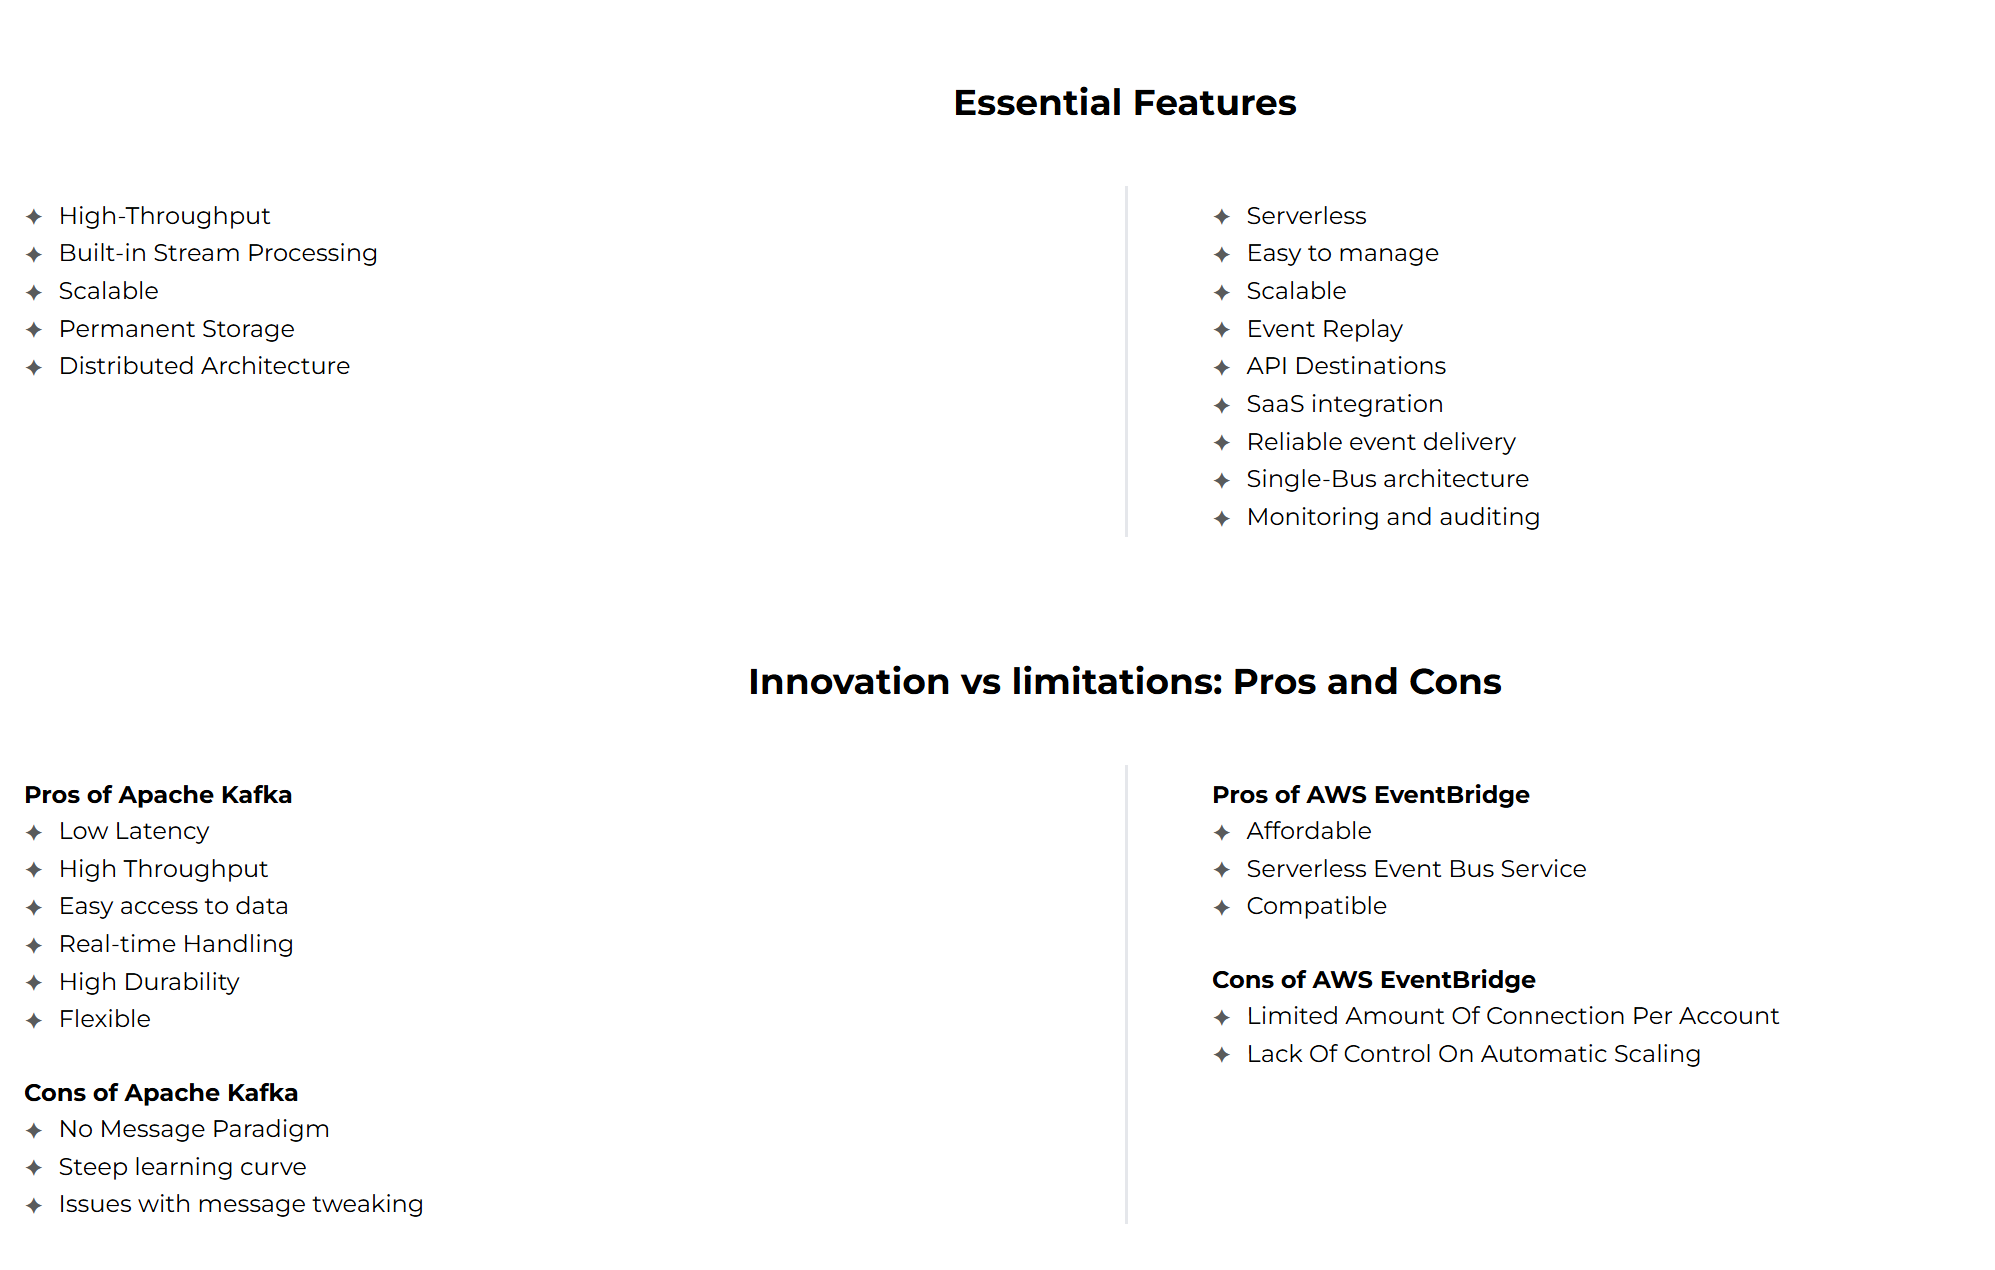 Essential Features
High-Throughput
Built-in Stream Processing
Scalable
Permanent Storage
Distributed Architecture
Serverless
Easy to manage
Scalable
Event Replay
API Destinations
SaaS integration
Reliable event delivery
Single-Bus architecture
Monitoring and auditing
Innovation vs limitations: Pros and Cons
Pros of Apache Kafka
Low Latency
High Throughput
Easy access to data
Real-time Handling
High Durability
Flexible
Cons of Apache Kafka
No Message Paradigm
Steep learning curve
Issues with message tweaking
Pros of AWS EventBridge
Affordable
Serverless Event Bus Service
Compatible
Cons of AWS EventBridge
Limited Amount Of Connection Per Account
Lack Of Control On Automatic Scaling